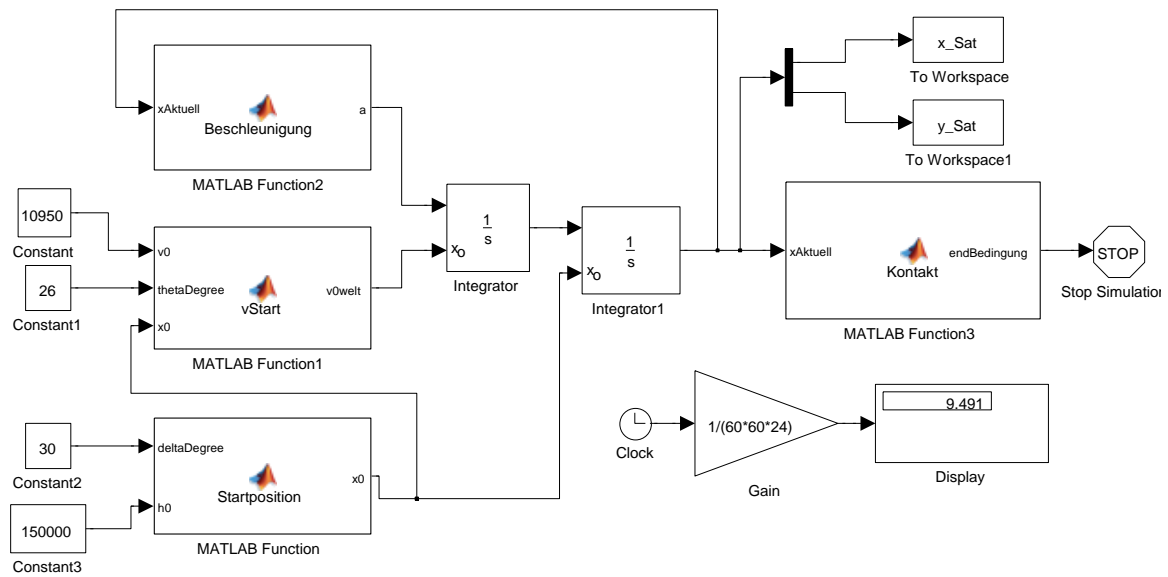 xAktuell
Beschleunigung
a
MATLAB Function2
10950
Constant
26
Constant1
v0
thetaDegree
x0
vStart
v0welt
MATLAB Function1
30
Constant2
150000
Constant3
deltaDegree
h0
Startposition
x0
MATLAB Function
1
s
xo
Integrator
1
s
xo
Integrator1
x_Sat
To Workspace
y_Sat
To Workspace1
xAktuell
Kontakt
endBedingung
MATLAB Function3
STOP
Stop Simulation
Clock
1/(60*60*24)
Gain
9.491
Display